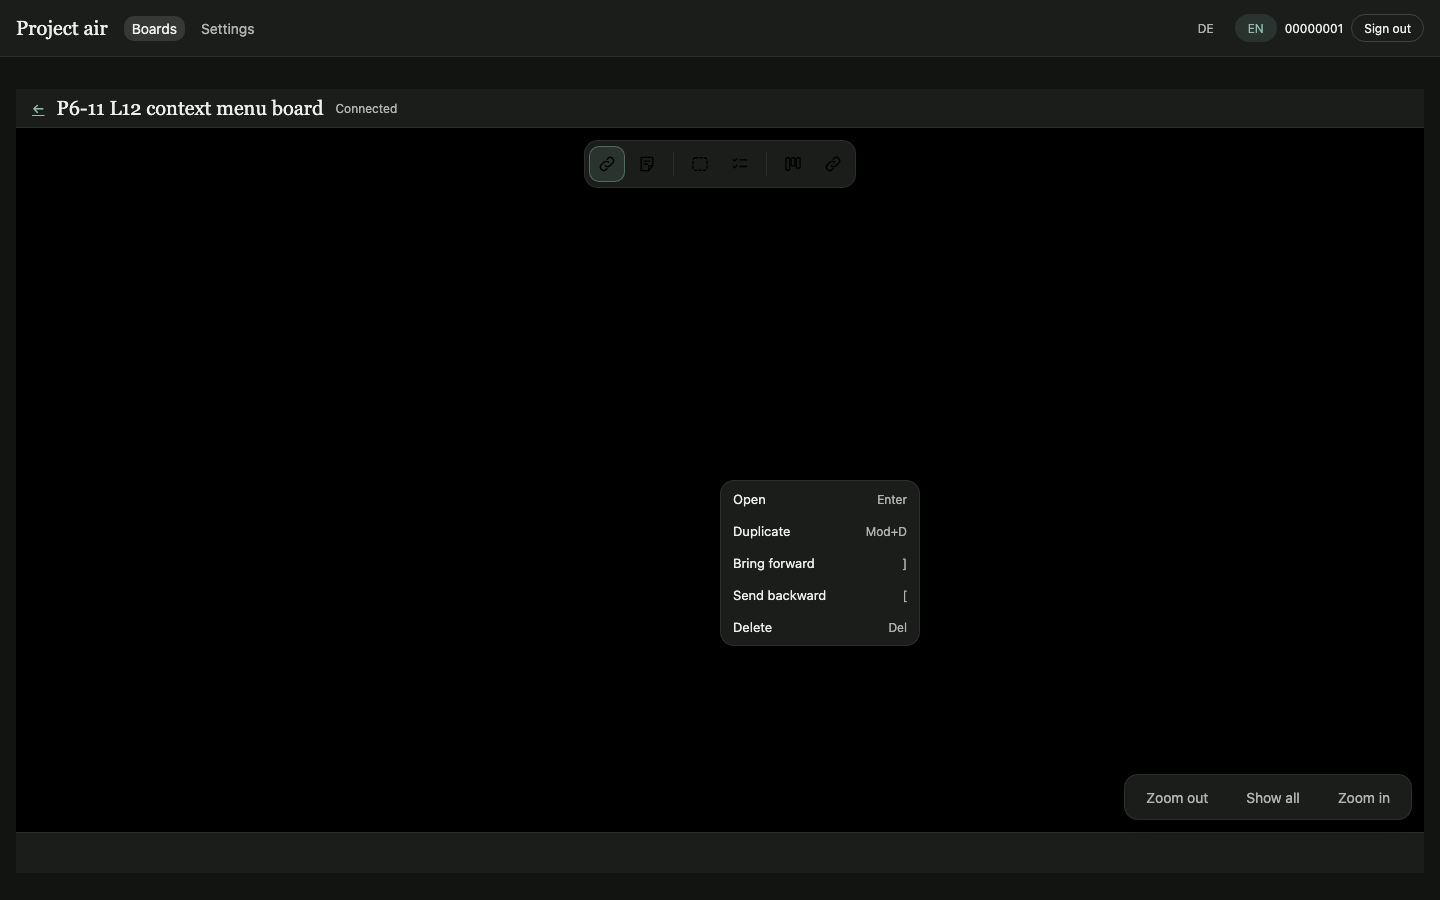 Project air Boards Settings DE EN 00000001 Sign out
← P6-11 L12 context menu board Connected
Open Enter
Duplicate Mod+D
Bring forward ]
Send backward [
Delete Del
Zoom out Show all Zoom in